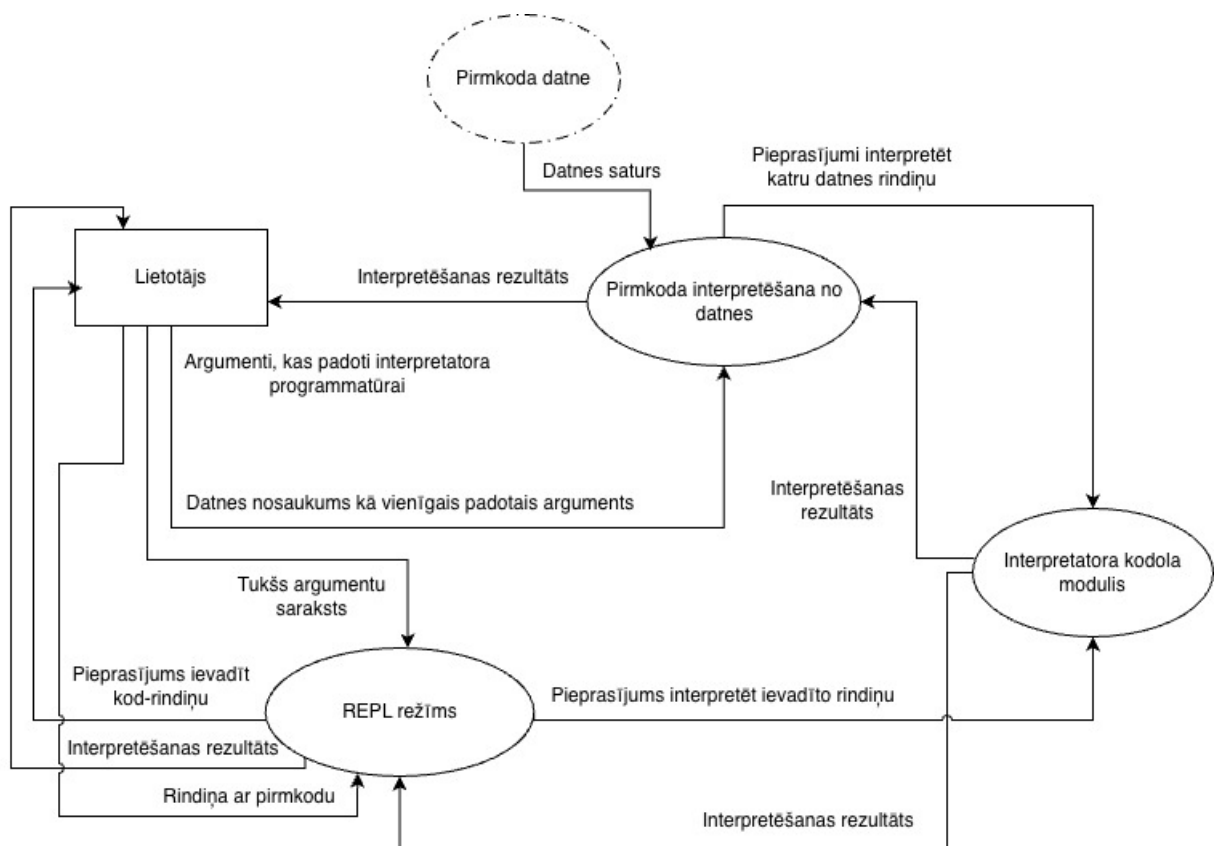 Pirmkoda datne
Datnes saturs
Pieprasījumi interpretēt
katru datnes rindiņu
Lietotājs
Interpretēšanas rezultāts
Pirmkoda interpretēšana no
datnes
Argumenti, kas padoti interpretatora
programmatūrai
Datnes nosaukums kā vienīgais padotais arguments
Interpretēšanas
rezultāts
Interpretatora kodola
modulis
Tukšs argumentu
saraksts
Pieprasījums ievadīt
kod-rindiņu
REPL režīms
Pieprasījums interpretēt ievadīto rindiņu
Interpretēšanas rezultāts
Rindiņa ar pirmkodu
Interpretēšanas rezultāts